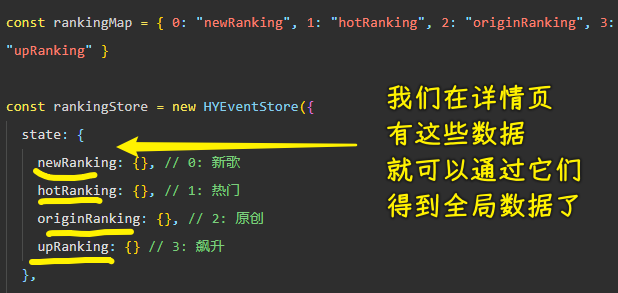 const rankingMap = { 0: "newRanking", 1: "hotRanking", 2: "originRanking", 3:
"upRanking" }
const rankingStore = new HYEventStore({
state: {
newRanking: {}, // 0: 新歌
hotRanking: {}, // 1: 热门
originRanking: {}, // 2: 原创
upRanking: {} // 3: 飙升
},
我们在详情页
有这些数据
就可以通过它们
得到全局数据了